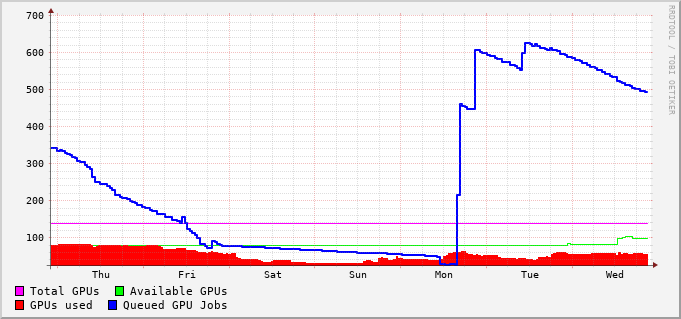 700
600
500
400
300
200
100
Thu Fri Sat Sun Mon Tue Wed
Total GPUs Available GPUs
GPUs used Queued GPU Jobs
RRDTOOL / TOBI OETIKER